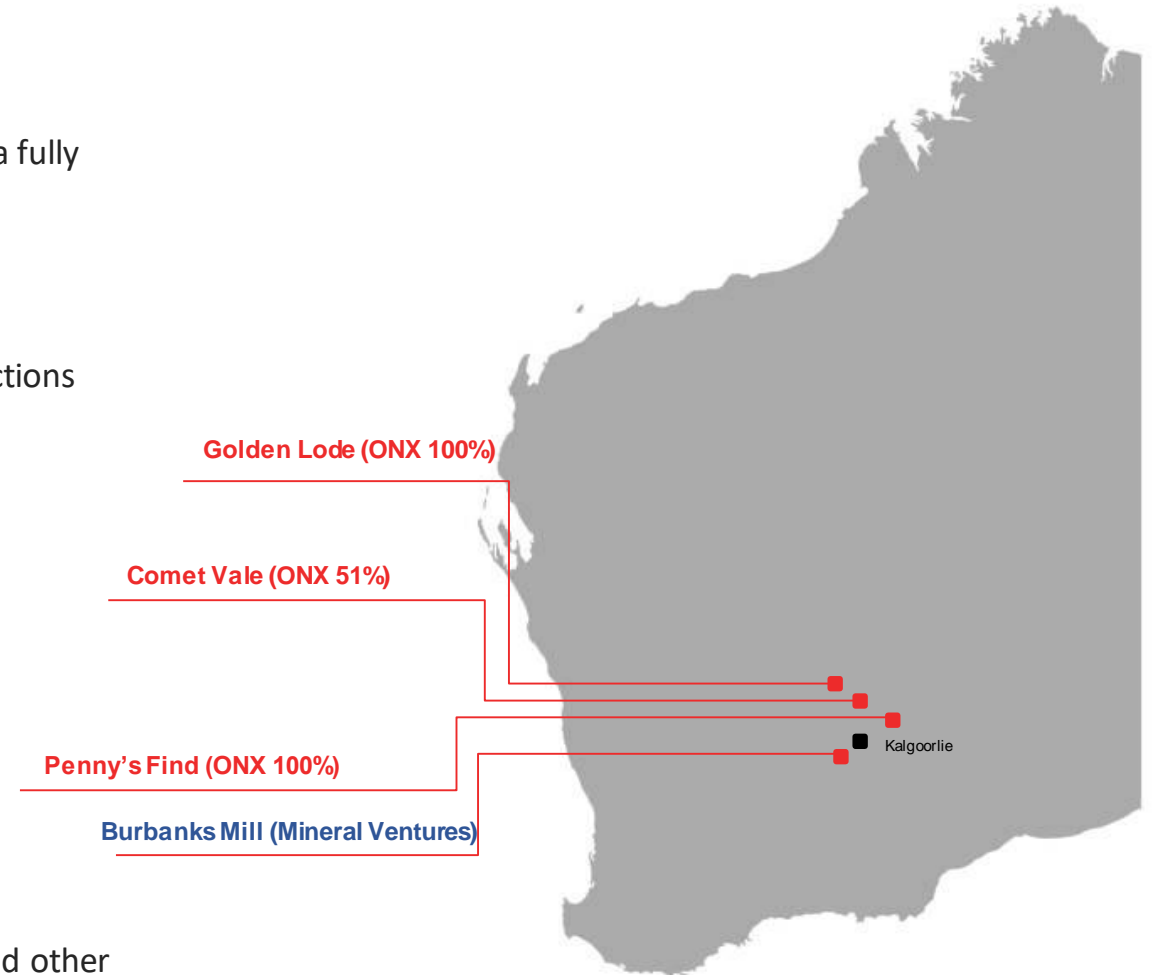 a fully
ctions
Golden Lode (ONX 100%)
Comet Vale (ONX 51%)
Kalgoorlie
Penny's Find (ONX 100%)
Burbanks Mill (Mineral Ventures)
d other